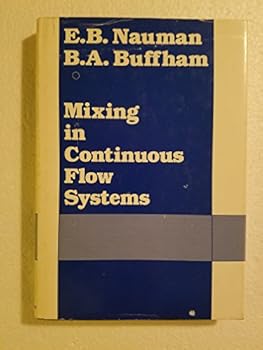 E.B. Nauman
B.A. Buffham
Mixing
in
Continuous
Flow
Systems